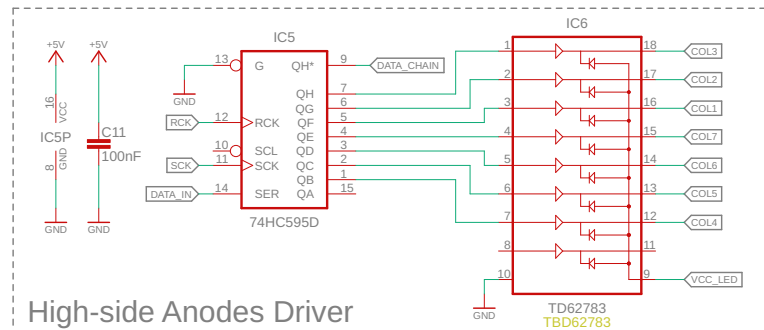 IC5
IC6
+5V
+5V
13
G
QH*
9
DATA_CHAIN
1
18
COL3
GND
QH
7
2
17
COL2
QG
6
16
VCC
RCK
12
RCK
QF
5
3
16
COL1
IC5P
C11
100nF
QE
4
4
15
COL7
10
SCL
QD
3
5
14
COL6
8
GND
SCK
11
SCK
QC
2
6
13
COL5
QB
1
DATA_IN
14
SER
QA
15
7
12
COL4
GND
GND
74HC595D
8
11
10
9
VCC_LED
GND
High-side Anodes Driver
TD62783
TBD62783